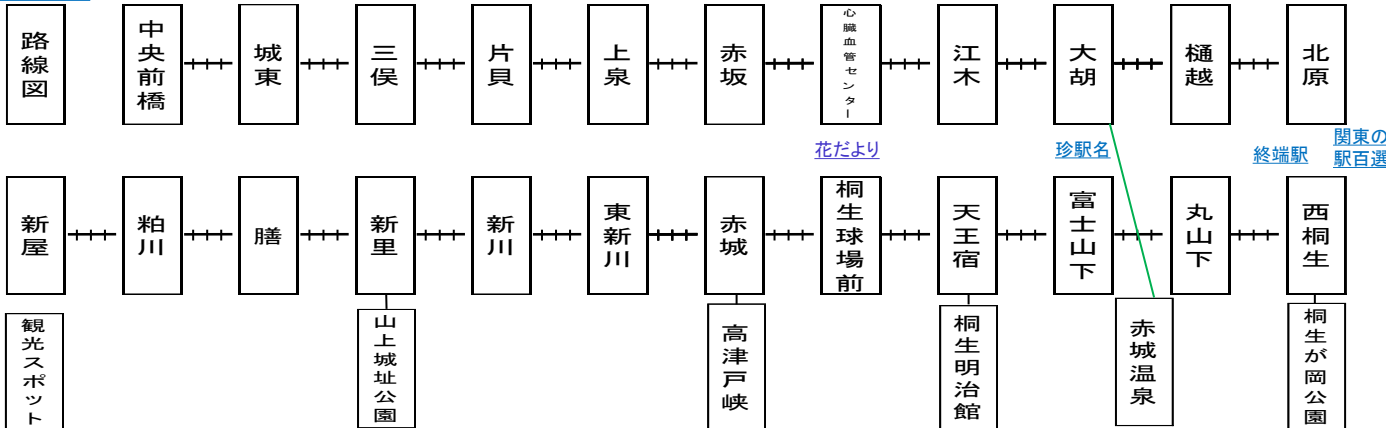 路線図
中央前橋
城東
三俣
片貝
上泉
赤坂
心臓血管センター
江木
大胡
樋越
北原
花だより
珍駅名
終端駅
関東の
駅百選
新屋
粕川
膳
新里
新川
東新川
赤城
桐生球場前
天王宿
富士山下
丸山下
西桐生
観光スポット
山上城址公園
高津戸峡
桐生明治館
赤城温泉
桐生が岡公園